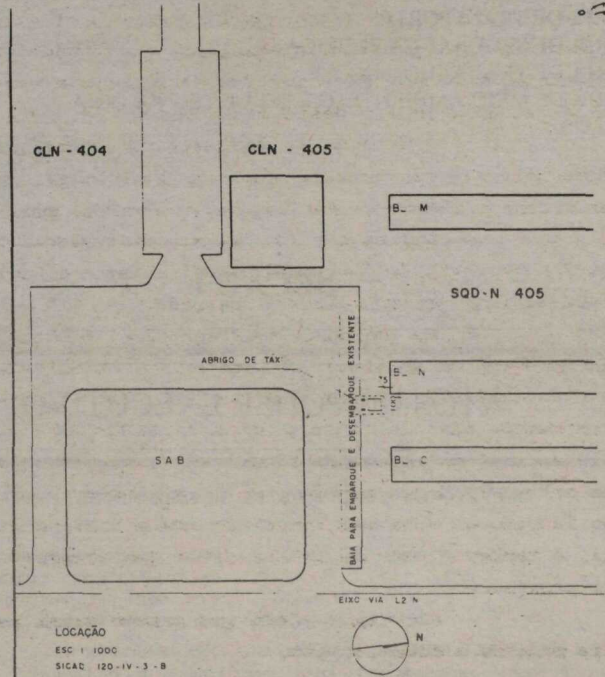 CLN - 404
CLN - 405
B_ M
SQD-N 405
BAIA PARA EMBARQUE E DESEMBARQUE EXISTENTE
ABRIGO DE TÁXI
B_ N
SAB
B_ C
EIXO VIA L2 N
LOCAÇÃO
ESC 1 1000
SICAD 120-IV-3-B
N